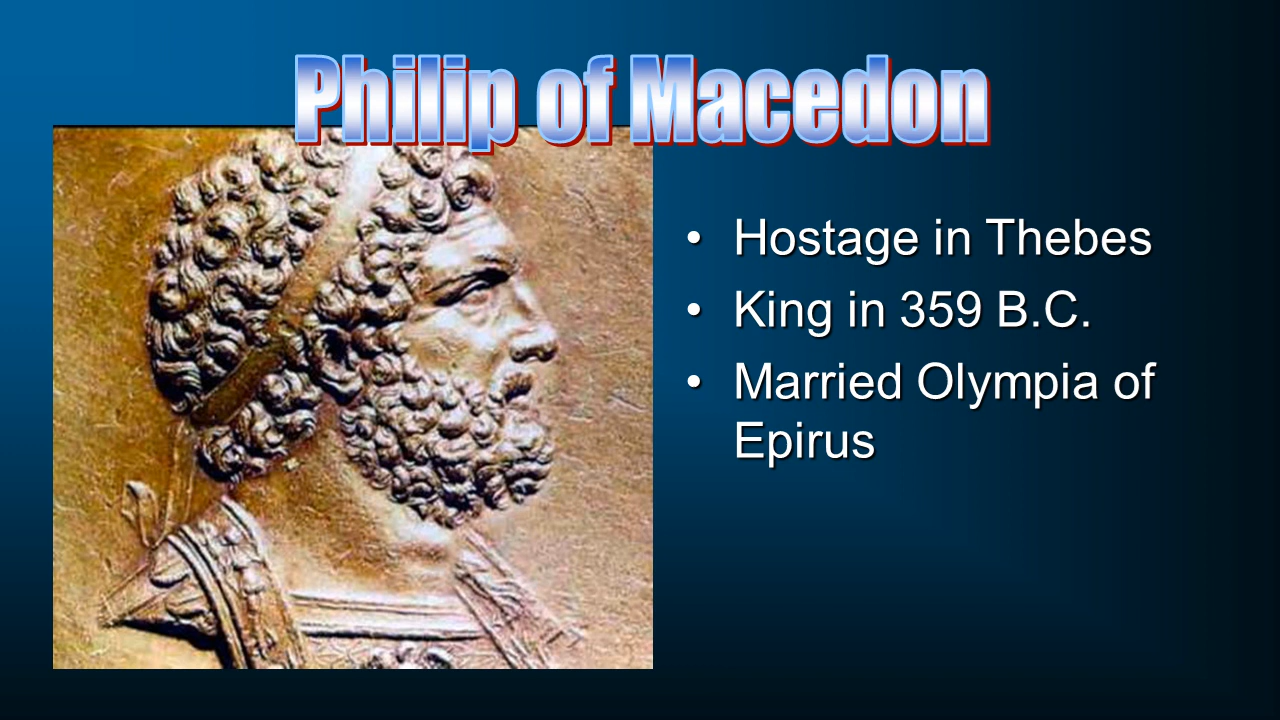 Philip of Macedon
• Hostage in Thebes
• King in 359 B.C.
• Married Olympia of
Epirus